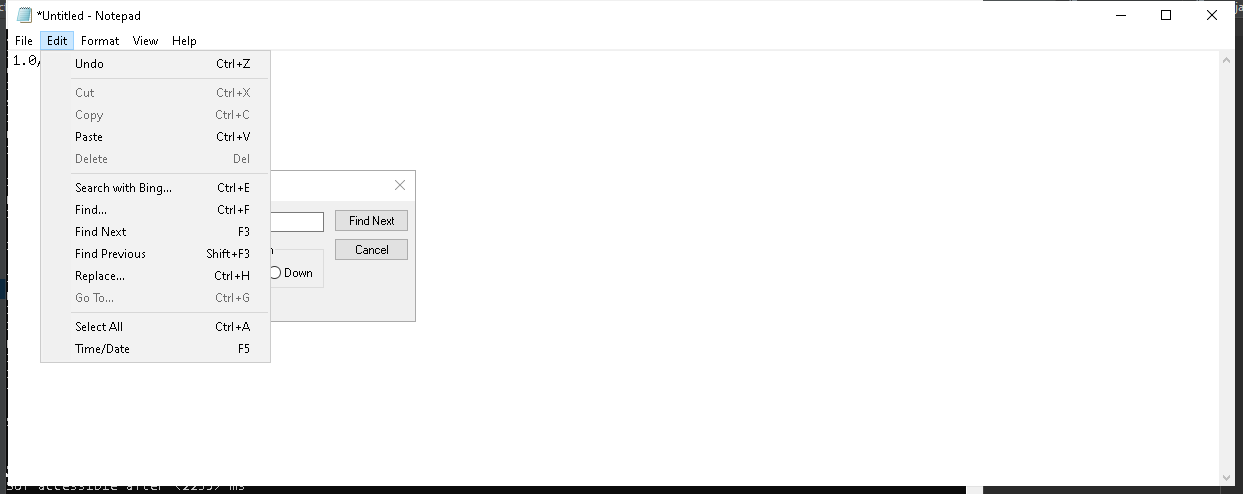 *Untitled - Notepad
File Edit Format View Help
1.0/
Undo Ctrl+Z
Cut Ctrl+X
Copy Ctrl+C
Paste Ctrl+V
Delete Del
Search with Bing... Ctrl+E
Find... Ctrl+F
Find Next F3
Find Previous Shift+F3
Replace... Ctrl+H
Go To... Ctrl+G
Select All Ctrl+A
Time/Date F5
Find Next
Cancel
Down
accessible after <2255> ms